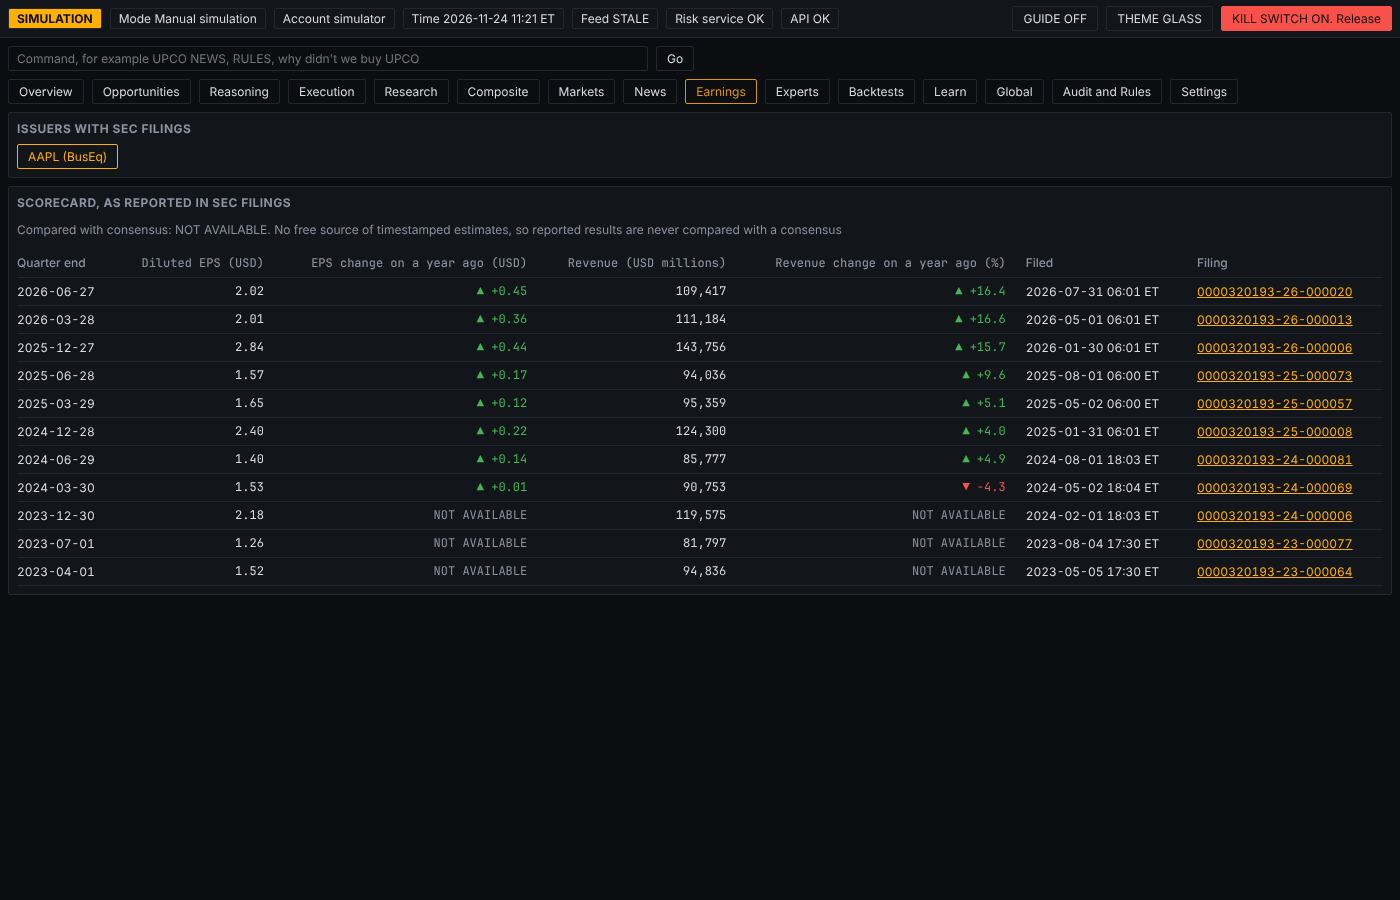 SIMULATION Mode Manual simulation Account simulator Time 2026-11-24 11:21 ET Feed STALE Risk service OK API OK GUIDE OFF THEME GLASS KILL SWITCH ON. Release
Command, for example UPCO NEWS, RULES, why didn't we buy UPCO Go
Overview Opportunities Reasoning Execution Research Composite Markets News Earnings Experts Backtests Learn Global Audit and Rules Settings
ISSUERS WITH SEC FILINGS
AAPL (BusEq)
SCORECARD, AS REPORTED IN SEC FILINGS
Compared with consensus: NOT AVAILABLE. No free source of timestamped estimates, so reported results are never compared with a consensus
Quarter end Diluted EPS (USD) EPS change on a year ago (USD) Revenue (USD millions) Revenue change on a year ago (%) Filed Filing
2026-06-27 2.02 ▲ +0.45 109,417 ▲ +16.4 2026-07-31 06:01 ET 0000320193-26-000020
2026-03-28 2.01 ▲ +0.36 111,184 ▲ +16.6 2026-05-01 06:01 ET 0000320193-26-000013
2025-12-27 2.84 ▲ +0.44 143,756 ▲ +15.7 2026-01-30 06:01 ET 0000320193-26-000006
2025-06-28 1.57 ▲ +0.17 94,036 ▲ +9.6 2025-08-01 06:00 ET 0000320193-25-000073
2025-03-29 1.65 ▲ +0.12 95,359 ▲ +5.1 2025-05-02 06:00 ET 0000320193-25-000057
2024-12-28 2.40 ▲ +0.22 124,300 ▲ +4.0 2025-01-31 06:01 ET 0000320193-25-000008
2024-06-29 1.40 ▲ +0.14 85,777 ▲ +4.9 2024-08-01 18:03 ET 0000320193-24-000081
2024-03-30 1.53 ▲ +0.01 90,753 ▼ -4.3 2024-05-02 18:04 ET 0000320193-24-000069
2023-12-30 2.18 NOT AVAILABLE 119,575 NOT AVAILABLE 2024-02-01 18:03 ET 0000320193-24-000006
2023-07-01 1.26 NOT AVAILABLE 81,797 NOT AVAILABLE 2023-08-04 17:30 ET 0000320193-23-000077
2023-04-01 1.52 NOT AVAILABLE 94,836 NOT AVAILABLE 2023-05-05 17:30 ET 0000320193-23-000064